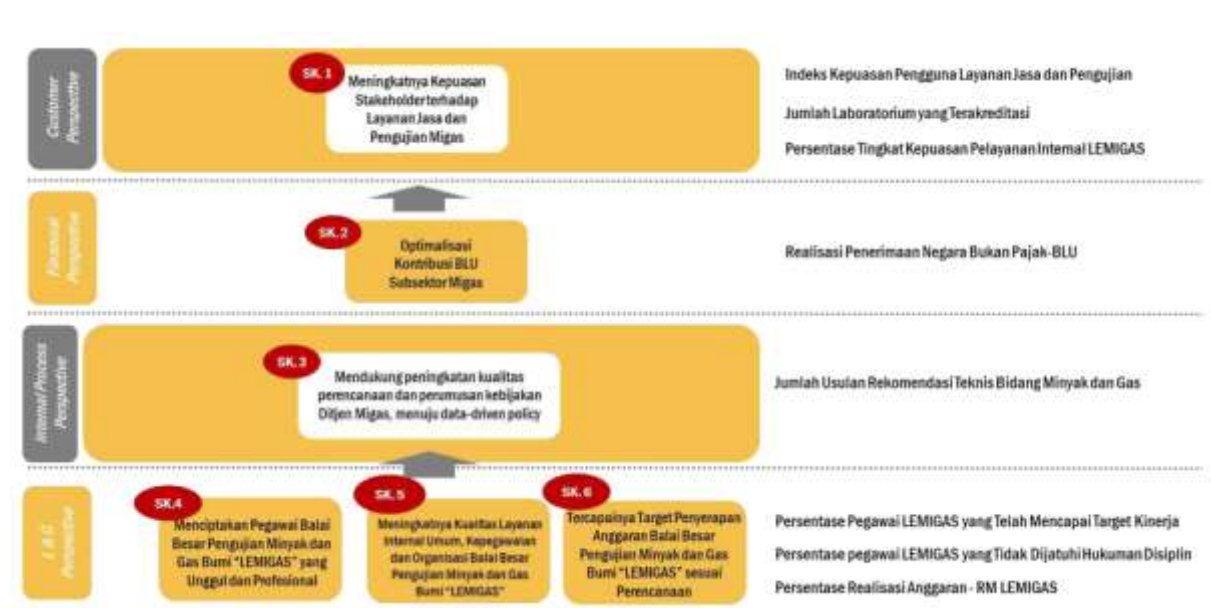 Customer
Perspective
SK. 1
Meningkatnya Kepuasan
Stakeholder terhadap
Layanan Jasa dan
Pengujian Migas
Indeks Kepuasan Pengguna Layanan Jasa dan Pengujian
Jumlah Laboratorium yang Terakreditasi
Persentase Tingkat Kepuasan Pelayanan Internal LEMIGAS
Financial
Perspective
SK.2
Optimalisasi
Kontribusi BLU
Subsektor Migas
Realisasi Penerimaan Negara Bukan Pajak-BLU
Internal Process
Perspective
SK.3
Mendukung peningkatan kualitas
perencanaan dan perumusan kebijakan
Ditjen Migas, menuju data-driven policy
Jumlah Usulan Rekomendasi Teknis Bidang Minyak dan Gas
L & G
Perspective
SK.4
Menciptakan Pegawai Balai
Besar Pengujian Minyak dan
Gas Bumi "LEMIGAS" yang
Unggul dan Profesional
SK.5
Meningkatnya Kualitas Layanan
Internal Umum, Kepegawaian
dan Organisasi Balai Besar
Pengujian Minyak dan Gas
Bumi "LEMIGAS"
SK.6
Tercapainya Target Penyerapan
Anggaran Balai Besar
Pengujian Minyak dan Gas
Bumi "LEMIGAS" sesuai
Perencanaan
Persentase Pegawai LEMIGAS yang Telah Mencapai Target Kinerja
Persentase pegawai LEMIGAS yang Tidak Dijatuhi Hukuman Disiplin
Persentase Realisasi Anggaran - RM LEMIGAS